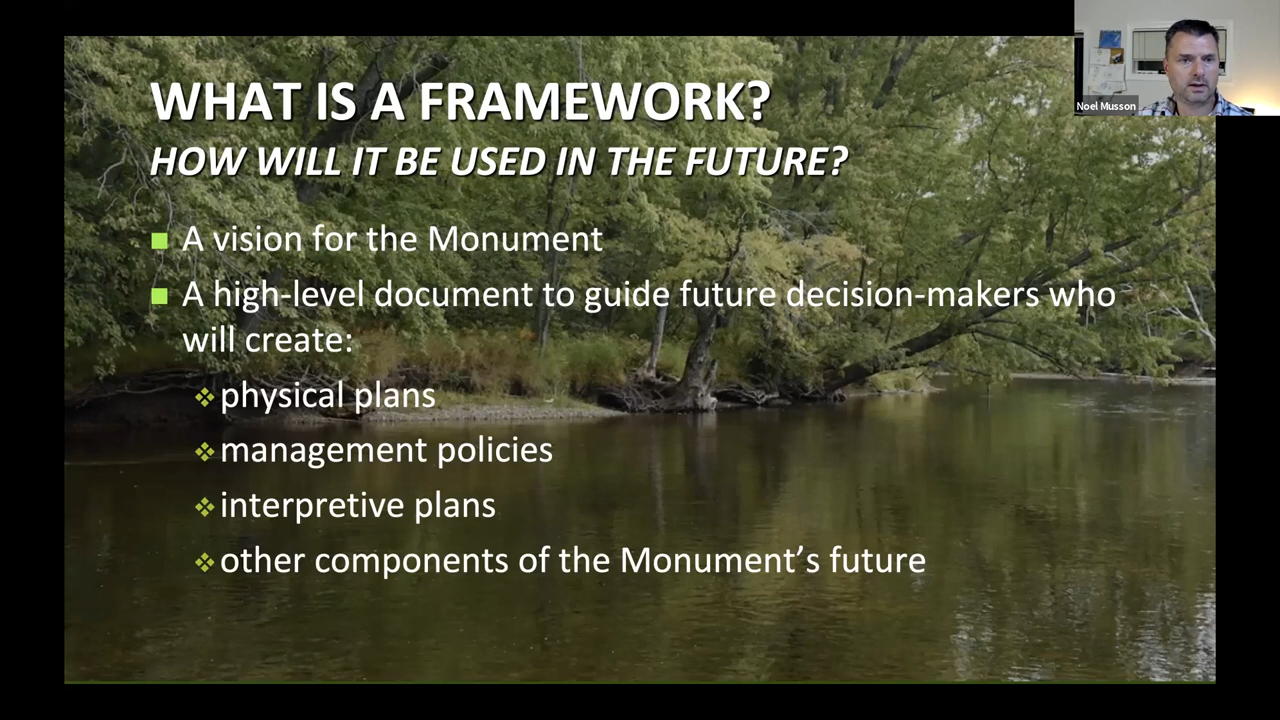 WHAT IS A FRAMEWORK?
HOW WILL IT BE USED IN THE FUTURE?
A vision for the Monument
A high-level document to guide future decision-makers who
will create:
physical plans
management policies
interpretive plans
other components of the Monument’s future
Noel Musson